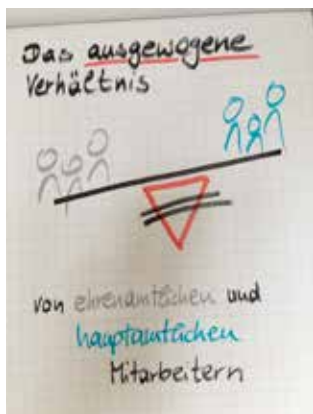 Das ausgewogene
Verhältnis
von ehrenamtlichen und
hauptamtlichen
Mitarbeitern